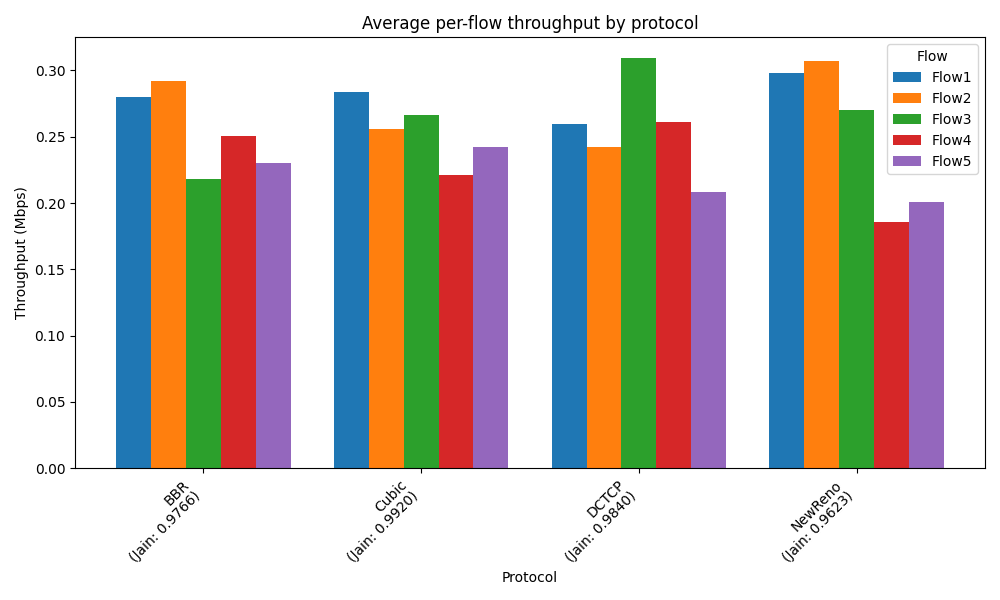 Average per-flow throughput by protocol
Throughput (Mbps)
0.30
0.25
0.20
0.15
0.10
0.05
0.00
Flow
Flow1
Flow2
Flow3
Flow4
Flow5
BBR
(Jain: 0.9766)
Cubic
(Jain: 0.9920)
DCTCP
(Jain: 0.9840)
NewReno
(Jain: 0.9623)
Protocol